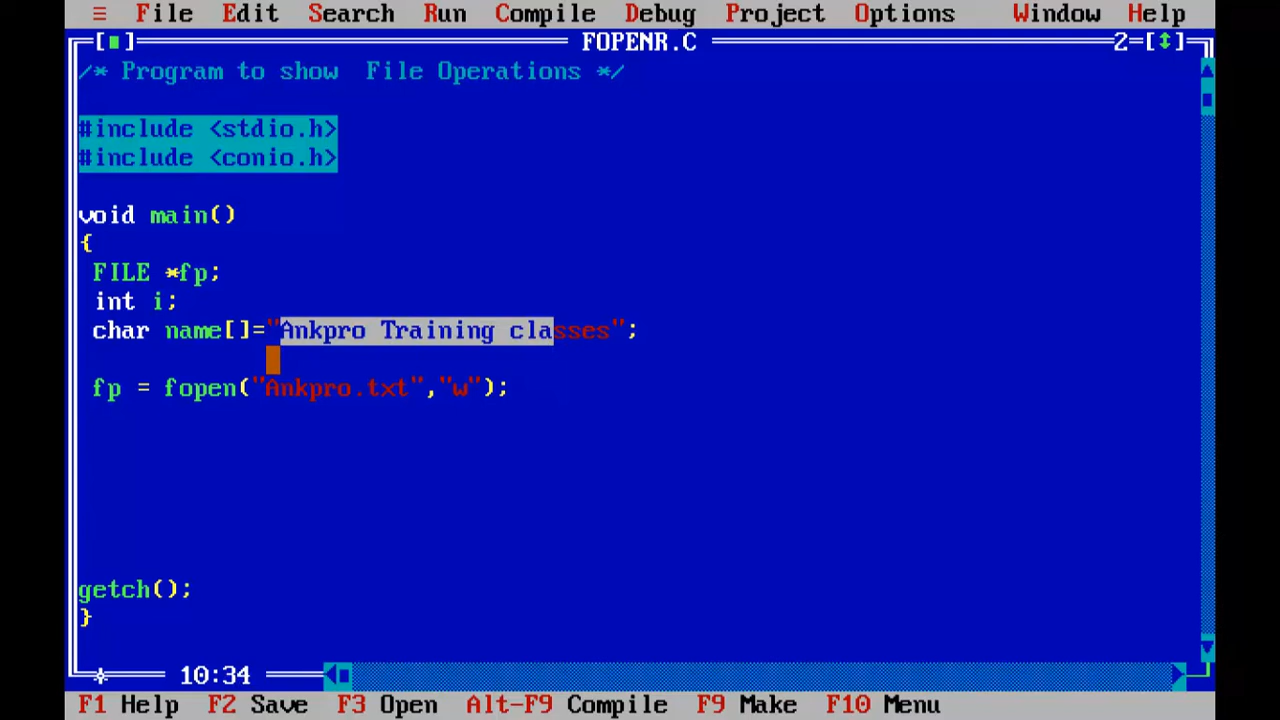 ≡ File Edit Search Run Compile Debug Project Options Window Help
[■] FOPENR.C 2=[↕]
/* Program to show File Operations */
#include <stdio.h>
#include <conio.h>
void main()
{
FILE *fp;
int i;
char name[]="Ankpro Training classes";
fp = fopen("Ankpro.txt","w");
getch();
}
10:34
F1 Help F2 Save F3 Open Alt-F9 Compile F9 Make F10 Menu